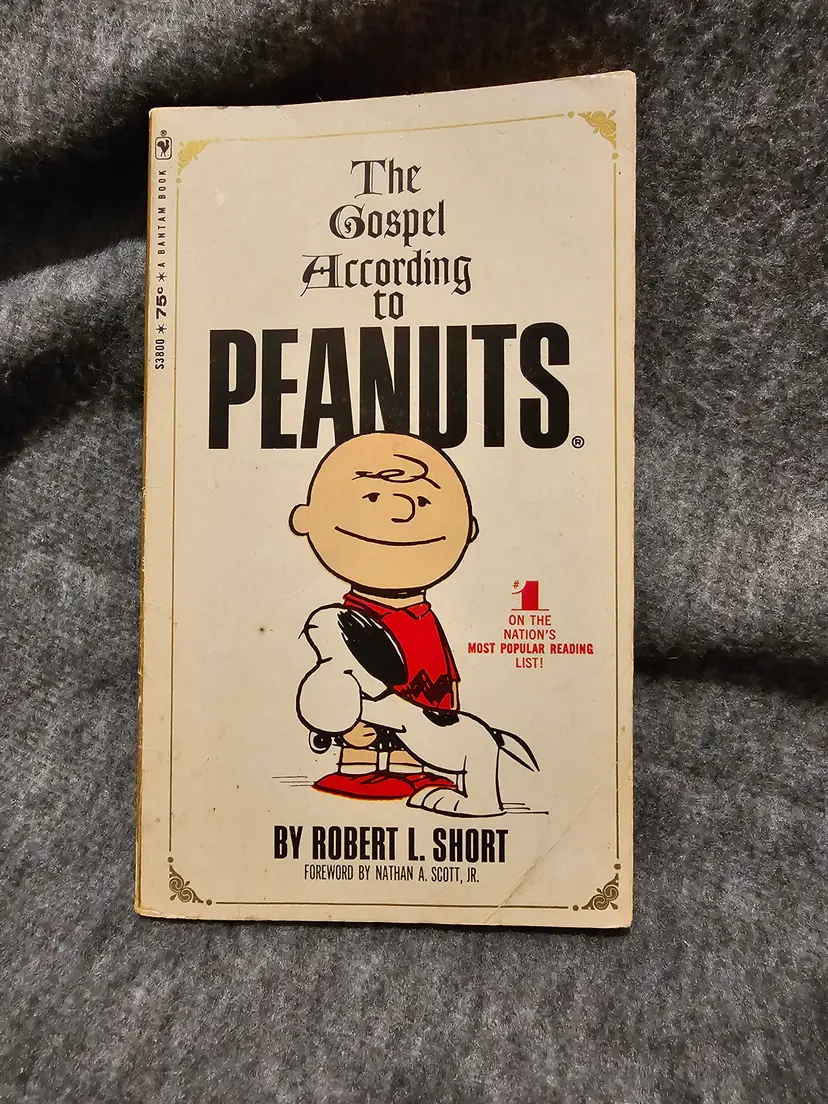 The
Gospel
According
to
PEANUTS®
#1
ON THE
NATION'S
MOST POPULAR READING
LIST!
BY ROBERT L. SHORT
FOREWORD BY NATHAN A. SCOTT, JR.
S3800 * 75¢ * A BANTAM BOOK ®